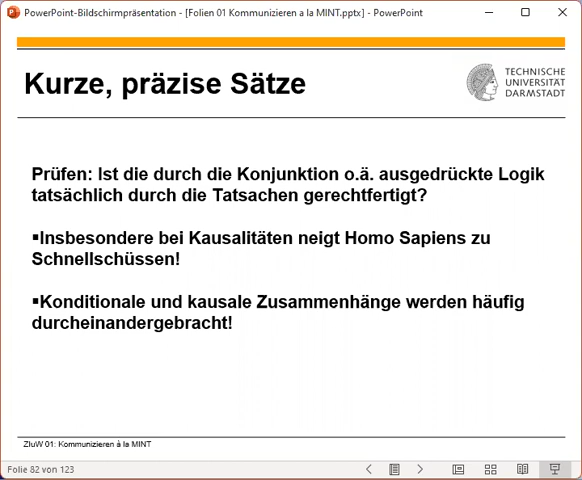 PowerPoint-Bildschirmpräsentation - [Folien 01 Kommunizieren a la MINT.pptx] - PowerPoint
Kurze, präzise Sätze
TECHNISCHE
UNIVERSITÄT
DARMSTADT
Prüfen: Ist die durch die Konjunktion o.ä. ausgedrückte Logik
tatsächlich durch die Tatsachen gerechtfertigt?
▪Insbesondere bei Kausalitäten neigt Homo Sapiens zu
Schnellschüssen!
▪Konditionale und kausale Zusammenhänge werden häufig
durcheinandergebracht!
ZIuW 01: Kommunizieren à la MINT
Folie 82 von 123